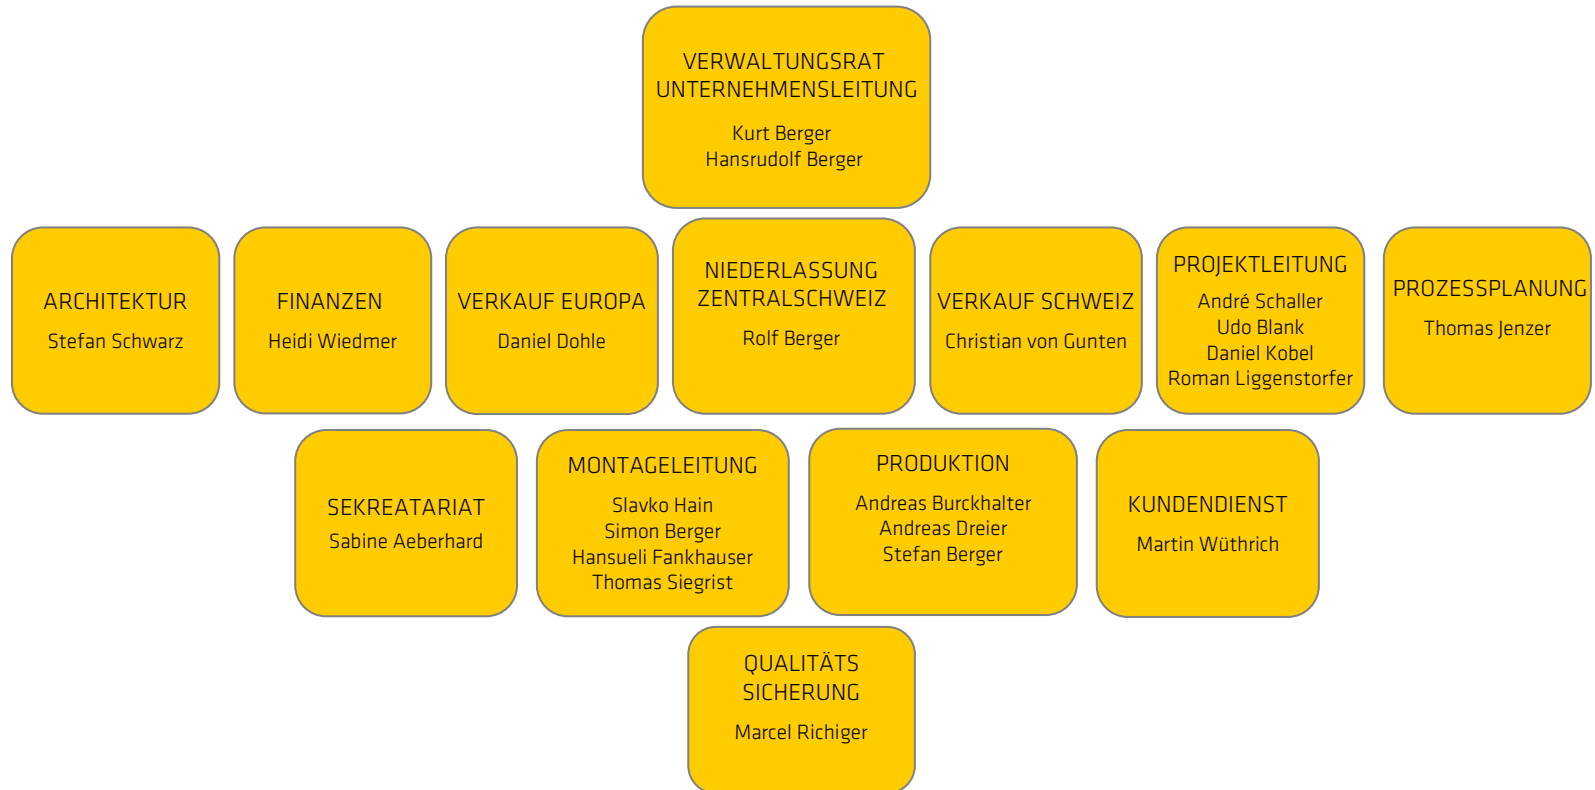 VERWALTUNGSRAT
UNTERNEHMENSLEITUNG
Kurt Berger
Hansrudolf Berger
ARCHITEKTUR
Stefan Schwarz
FINANZEN
Heidi Wiedmer
VERKAUF EUROPA
Daniel Dohle
NIEDERLASSUNG
ZENTRALSCHWEIZ
Rolf Berger
VERKAUF SCHWEIZ
Christian von Gunten
PROJEKTLEITUNG
André Schaller
Udo Blank
Daniel Kobel
Roman Liggenstorfer
PROZESSPLANUNG
Thomas Jenzer
SEKREATARIAT
Sabine Aeberhard
MONTAGELEITUNG
Slavko Hain
Simon Berger
Hansueli Fankhauser
Thomas Siegrist
PRODUKTION
Andreas Burckhalter
Andreas Dreier
Stefan Berger
KUNDENDIENST
Martin Wüthrich
QUALITÄTS
SICHERUNG
Marcel Richiger